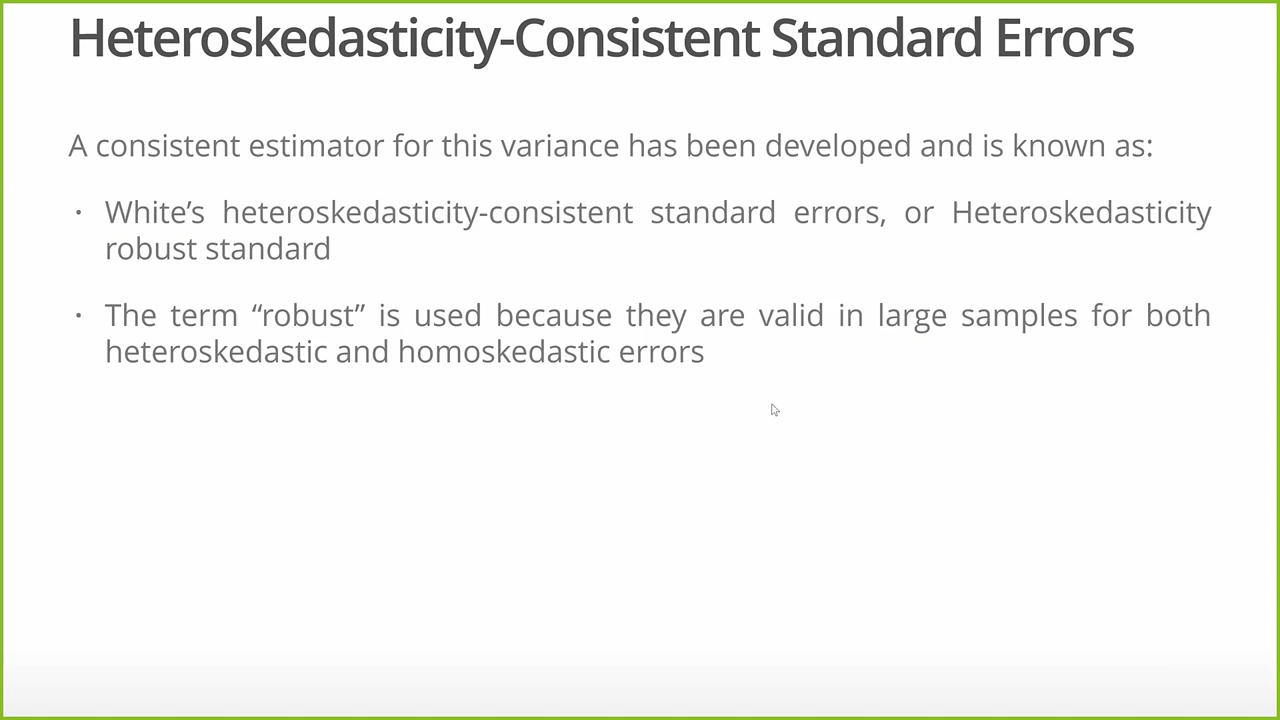 Heteroskedasticity-Consistent Standard Errors
A consistent estimator for this variance has been developed and is known as:
· White’s heteroskedasticity-consistent standard errors, or Heteroskedasticity
robust standard
· The term “robust” is used because they are valid in large samples for both
heteroskedastic and homoskedastic errors